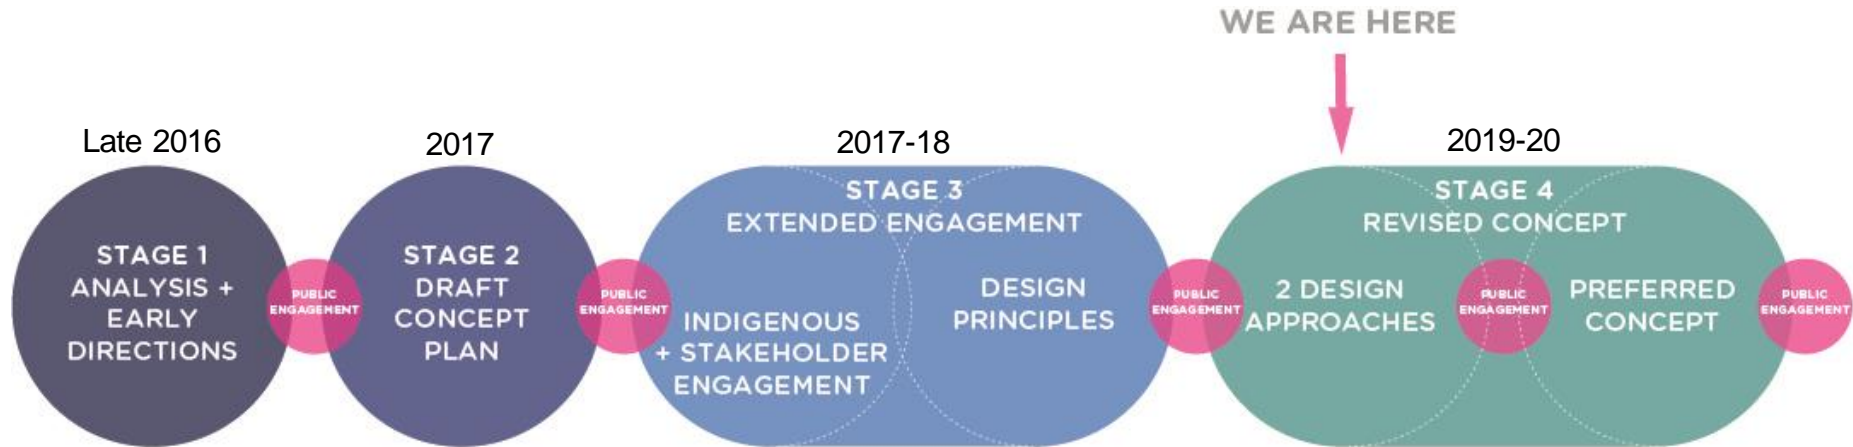 WE ARE HERE
Late 2016
2017
2017-18
2019-20
STAGE 1
ANALYSIS +
EARLY
DIRECTIONS
PUBLIC
ENGAGEMENT
STAGE 2
DRAFT
CONCEPT
PLAN
PUBLIC
ENGAGEMENT
STAGE 3
EXTENDED ENGAGEMENT
INDIGENOUS
+ STAKEHOLDER
ENGAGEMENT
DESIGN
PRINCIPLES
PUBLIC
ENGAGEMENT
STAGE 4
REVISED CONCEPT
2 DESIGN
APPROACHES
PUBLIC
ENGAGEMENT
PREFERRED
CONCEPT
PUBLIC
ENGAGEMENT